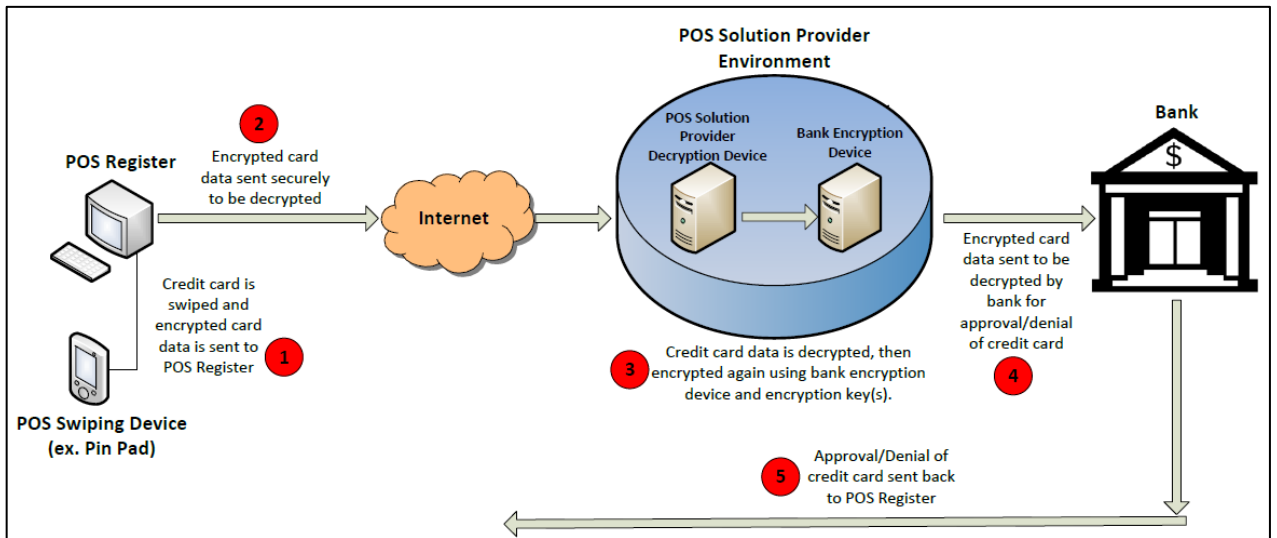 POS Solution Provider
Environment
POS Solution
Provider
Decryption Device
Bank Encryption
Device
Bank
$
2
Encrypted card
data sent securely
to be decrypted
POS Register
Internet
Credit card is
swiped and
encrypted card
data is sent to
POS Register
1
POS Swiping Device
(ex. Pin Pad)
3
Credit card data is decrypted, then
encrypted again using bank encryption
device and encryption key(s).
Encrypted card
data sent to be
decrypted by
bank for
approval/denial
of credit card
4
5
Approval/Denial of
credit card sent back
to POS Register